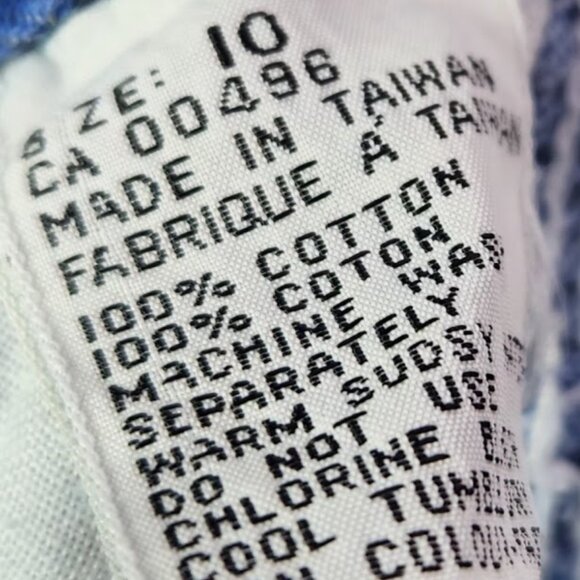 SIZE: 10
CA 00496
MADE IN TAIWAN
FABRIQUE À TAIWAN
100% COTTON
100% COTON
MACHINE WASH
SEPARATELY
WARM SUDSY
DO NOT USE
CHLORINE
COOL TUMBLE